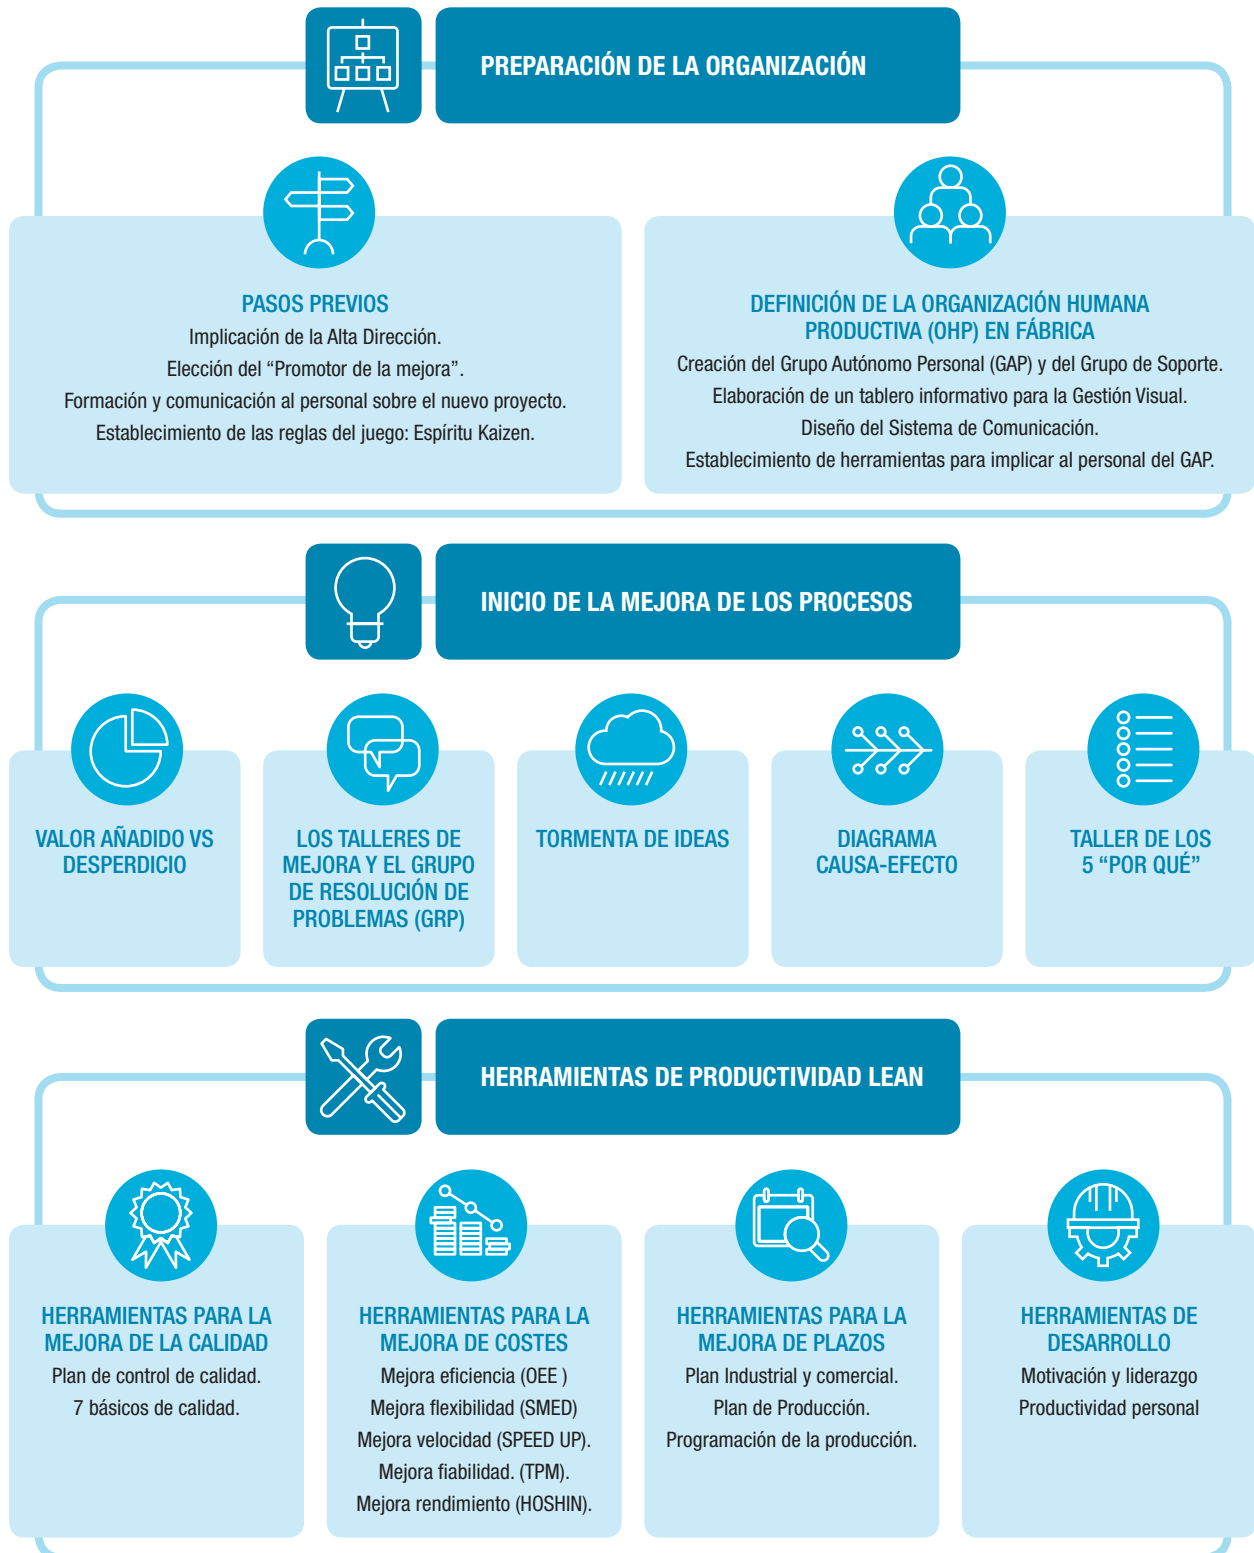 PREPARACIÓN DE LA ORGANIZACIÓN
PASOS PREVIOS
Implicación de la Alta Dirección.
Elección del “Promotor de la mejora”.
Formación y comunicación al personal sobre el nuevo proyecto.
Establecimiento de las reglas del juego: Espíritu Kaizen.
DEFINICIÓN DE LA ORGANIZACIÓN HUMANA
PRODUCTIVA (OHP) EN FÁBRICA
Creación del Grupo Autónomo Personal (GAP) y del Grupo de Soporte.
Elaboración de un tablero informativo para la Gestión Visual.
Diseño del Sistema de Comunicación.
Establecimiento de herramientas para implicar al personal del GAP.
INICIO DE LA MEJORA DE LOS PROCESOS
VALOR AÑADIDO VS
DESPERDICIO
LOS TALLERES DE
MEJORA Y EL GRUPO
DE RESOLUCIÓN DE
PROBLEMAS (GRP)
TORMENTA DE IDEAS
DIAGRAMA
CAUSA-EFECTO
TALLER DE LOS
5 “POR QUÉ”
HERRAMIENTAS DE PRODUCTIVIDAD LEAN
HERRAMIENTAS PARA LA
MEJORA DE LA CALIDAD
Plan de control de calidad.
7 básicos de calidad.
HERRAMIENTAS PARA LA
MEJORA DE COSTES
Mejora eficiencia (OEE )
Mejora flexibilidad (SMED)
Mejora velocidad (SPEED UP).
Mejora fiabilidad. (TPM).
Mejora rendimiento (HOSHIN).
HERRAMIENTAS PARA LA
MEJORA DE PLAZOS
Plan Industrial y comercial.
Plan de Producción.
Programación de la producción.
HERRAMIENTAS DE
DESARROLLO
Motivación y liderazgo
Productividad personal